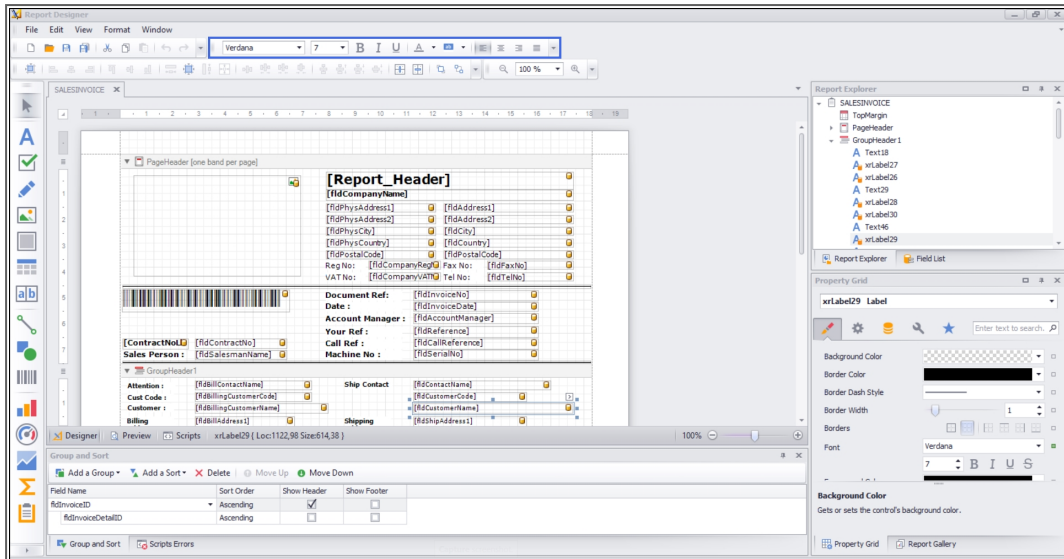 Report Designer
File Edit View Format Window
Verdana 7 B I U A
100 %
SALESINVOICE
PageHeader [one band per page]
[Report_Header]
[fldCompanyName]
[fldPhysAddress1] [fldAddress1]
[fldPhysAddress2] [fldAddress2]
[fldPhysCity] [fldCity]
[fldPhysCountry] [fldCountry]
[fldPostalCode] [fldPostalCode]
Reg No: [fldCompanyRegN Fax No: [fldFaxNo]
VAT No: [fldCompanyVATN Tel No: [fldTelNo]
Document Ref: [fldInvoiceNo]
Date : [fldInvoiceDate]
Account Manager : [fldAccountManager]
Your Ref : [fldReference]
[ContractNoLi [fldContractNo] Call Ref : [fldCallReference]
Sales Person : [fldSalesmanName] Machine No : [fldSerialNo]
GroupHeader1
Attention : [fldBillContactName] Ship Contact [fldContactName]
Cust Code : [fldBillingCustomerCode] [fldCustomerCode]
Customer : [fldBillingCustomerName] [fldCustomerName]
Billing [fldBillAddress1] Shipping [fldShipAddress1]
Designer Preview Scripts xrLabel29 { Loc:1122,98 Size:614,38 } 100%
Group and Sort
Add a Group Add a Sort Delete Move Up Move Down
Field Name Sort Order Show Header Show Footer
fldInvoiceID Ascending
fldInvoiceDetailID Ascending
Group and Sort Scripts Errors
Report Explorer
SALESINVOICE
TopMargin
PageHeader
GroupHeader1
Text18
xrLabel27
xrLabel26
Text29
xrLabel28
xrLabel30
Text46
xrLabel29
Report Explorer Field List
Property Grid
xrLabel29 Label
Enter text to search.
Background Color
Border Color
Border Dash Style
Border Width 1
Borders
Font Verdana
7 B I U S
Background Color
Gets or sets the control's background color.
Property Grid Report Gallery